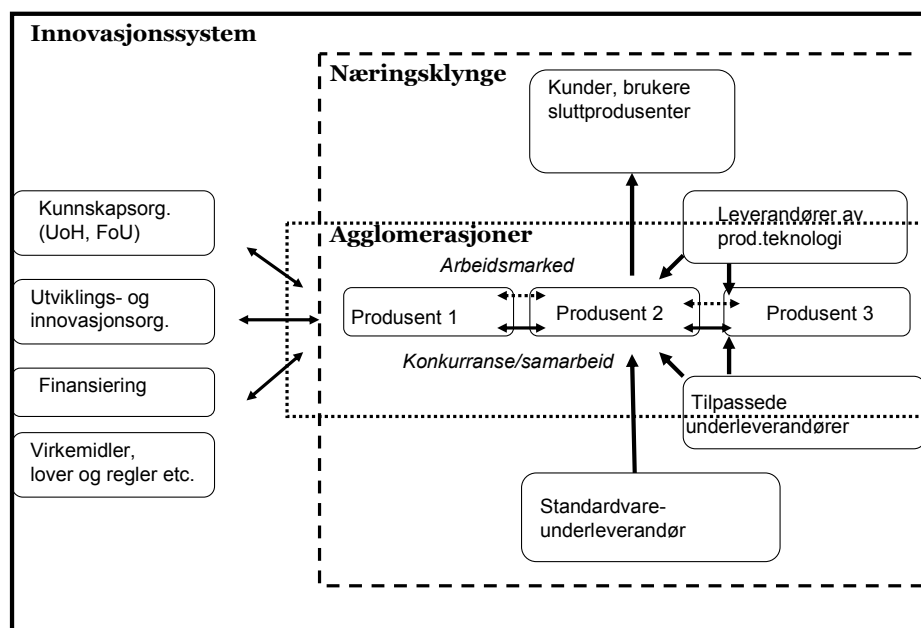 Innovasjonssystem
Næringsklynge
Kunder, brukere
sluttprodusenter
Kunnskapsorg.
(UoH, FoU)
Leverandører av
prod.teknologi
Agglomerasjoner
Arbeidsmarked
Utviklings- og
innovasjonsorg.
Produsent 1
Produsent 2
Produsent 3
Konkurranse/samarbeid
Finansiering
Tilpassede
underleverandører
Virkemidler,
lover og regler etc.
Standardvare-
underleverandør